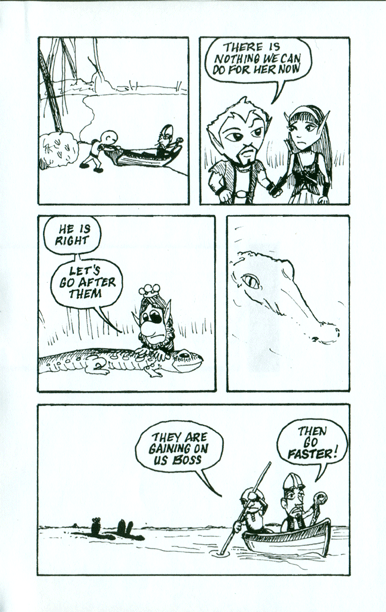 THERE IS
NOTHING WE CAN
DO FOR HER NOW
HE IS
RIGHT
LET'S
GO AFTER
THEM
THEY ARE
GAINING ON
US BOSS
THEN
GO
FASTER!